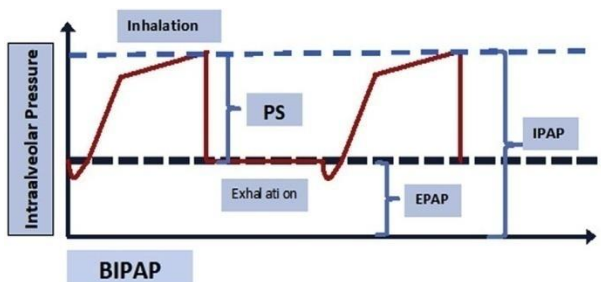 Inhalation
Intraalveolar Pressure
PS
IPAP
Exhalation
EPAP
BIPAP